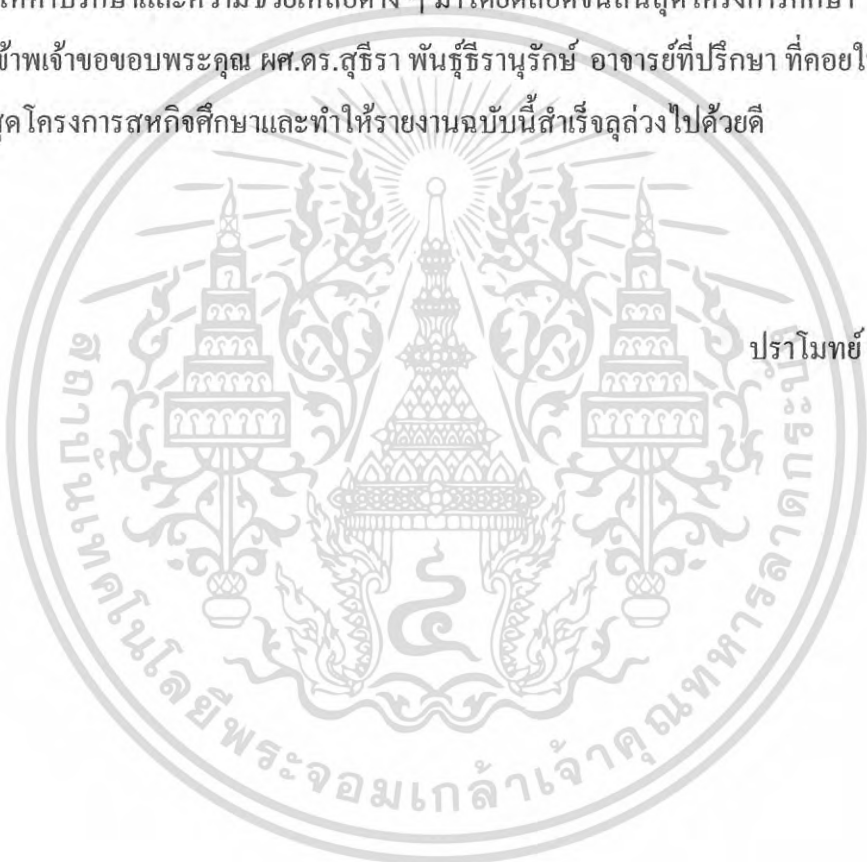 ข้าพเจ้าขอขอบพระคุณ ผศ.ดร.สุธีรา พันธุ์ธีรานุรักษ์ อาจารย์ที่ปรึกษา ที่คอยใ
สุดโครงการสหกิจศึกษาและทำให้รายงานฉบับนี้สำเร็จลุล่วงไปด้วยดี
ปราโมทย์
สถาบันเทคโนโลยีพระจอมเกล้าเจ้าคุณทหารลาดกระบัง